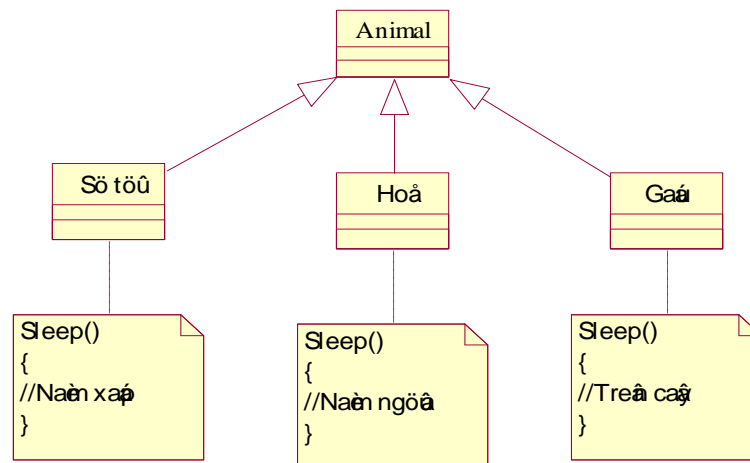 Animal
Sö töû
Hoå
Gaáu
Sleep()
{
//Naèm xaáp
}
Sleep()
{
//Naèm ngöûa
}
Sleep()
{
//Treân caây
}